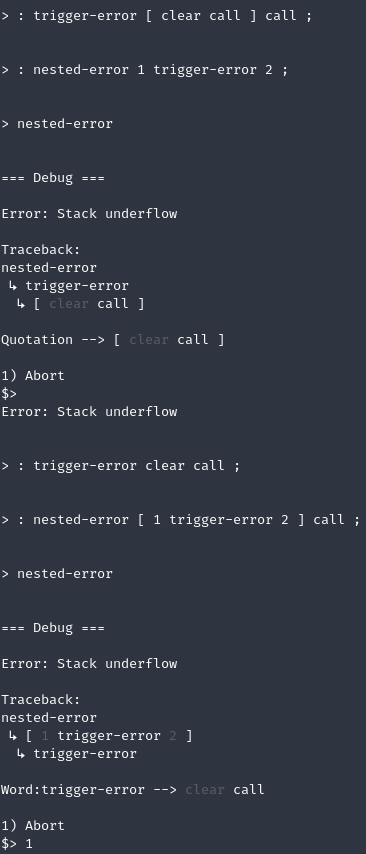 > : trigger-error [ clear call ] call ;
> : nested-error 1 trigger-error 2 ;
> nested-error
=== Debug ===
Error: Stack underflow
Traceback:
nested-error
↳ trigger-error
↳ [ clear call ]
Quotation --> [ clear call ]
1) Abort
$>
Error: Stack underflow
> : trigger-error clear call ;
> : nested-error [ 1 trigger-error 2 ] call ;
> nested-error
=== Debug ===
Error: Stack underflow
Traceback:
nested-error
↳ [ 1 trigger-error 2 ]
↳ trigger-error
Word:trigger-error --> clear call
1) Abort
$> 1